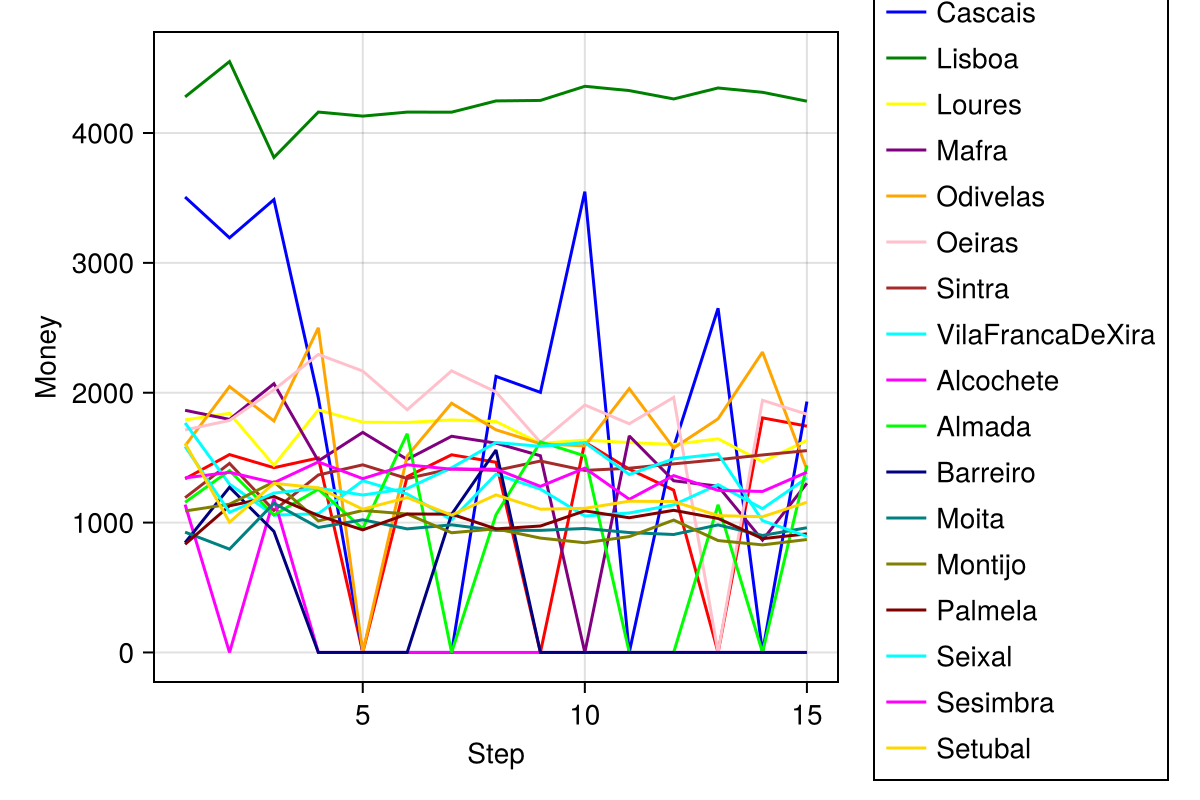 Cascais
Lisboa
Loures
Mafra
Odivelas
Oeiras
Sintra
VilaFrancaDeXira
Alcochete
Almada
Barreiro
Moita
Montijo
Palmela
Seixal
Sesimbra
Setubal
Money
4000
3000
2000
1000
0
5 10 15
Step